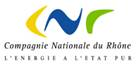 Compagnie Nationale du Rhône
L'ENERGIE A L'ETAT PUR